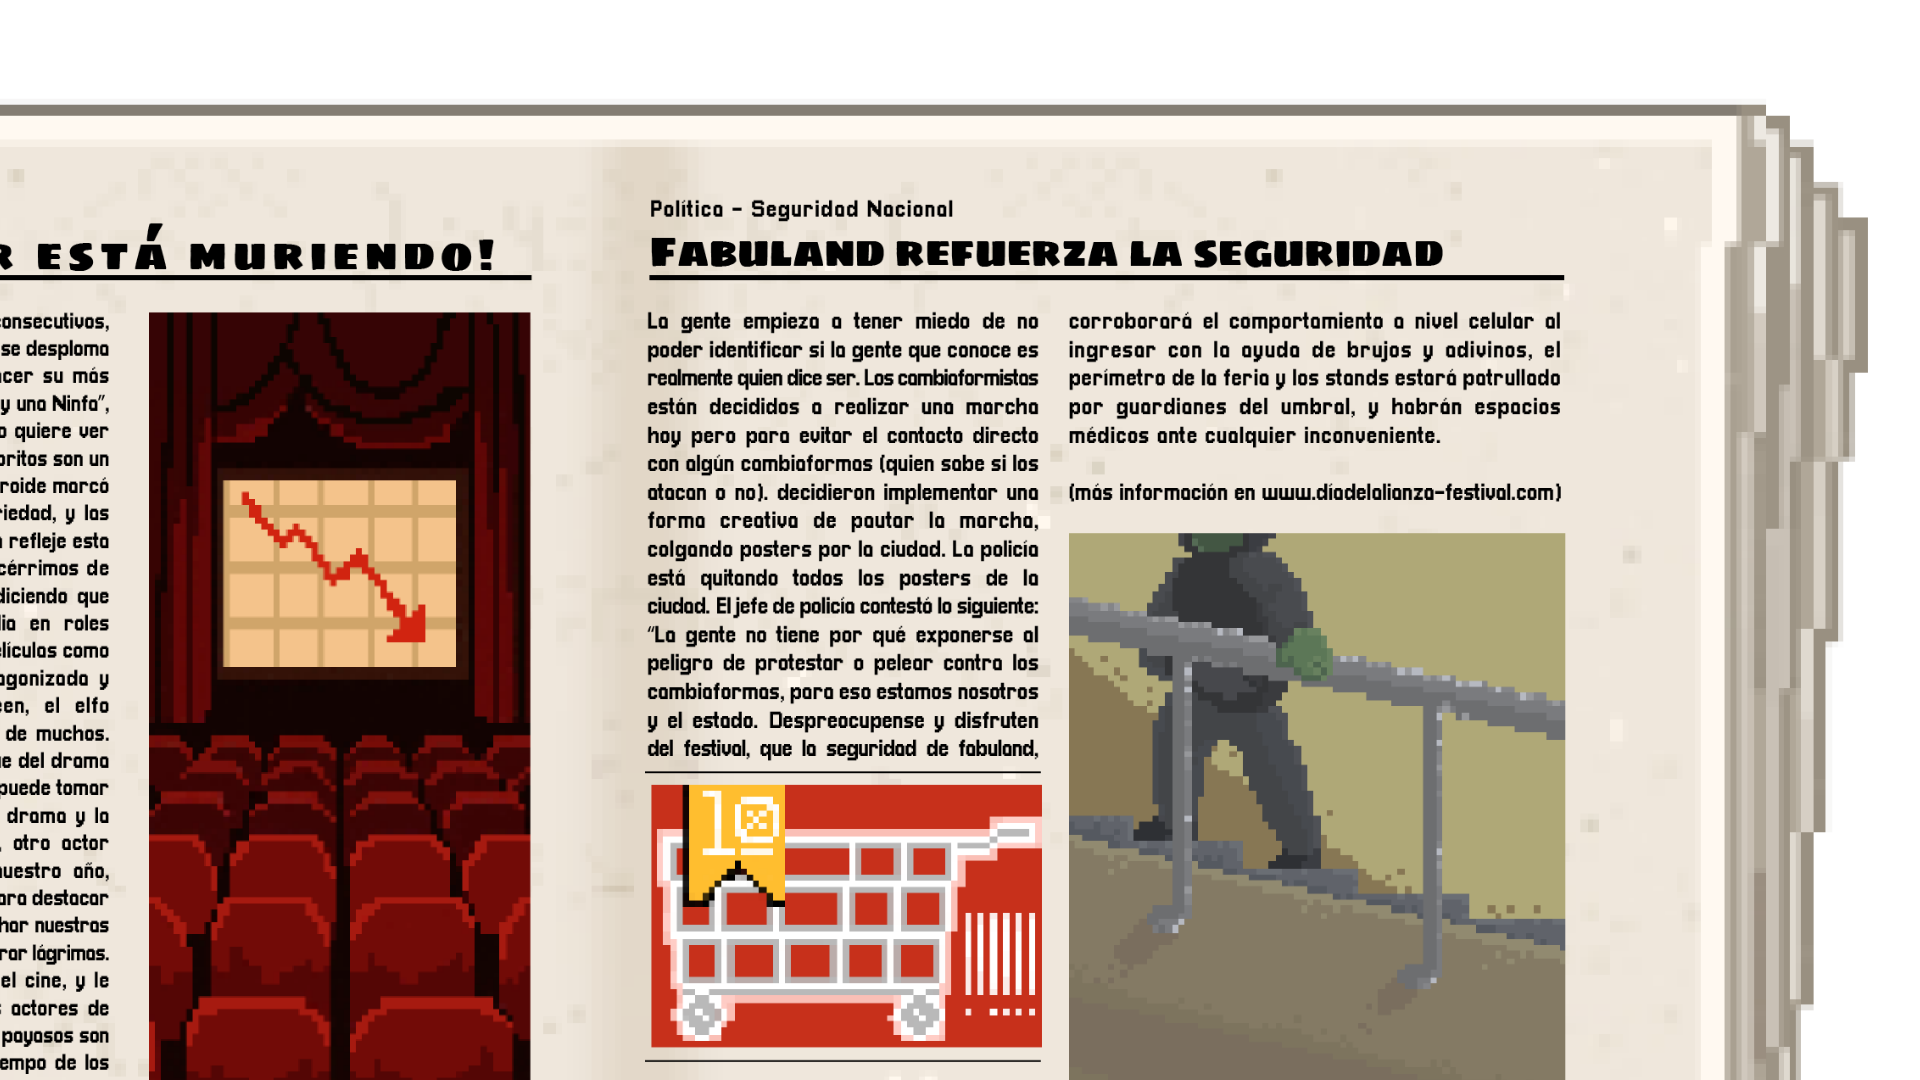 R ESTÁ MURIENDO!
consecutivos,
se desploma
cer su más
y una Ninfa",
o quiere ver
oritos son un
roide marcó
riedad, y las
refleje esta
cérrimos de
diciendo que
lia en roles
elículas como
agonizada y
een, el elfo
de muchos.
e del drama
puede tomar
drama y la
, otro actor
nuestro año,
ara destacar
har nuestras
rar lágrimas.
el cine, y le
actores de
payasos son
empo de los
Política - Seguridad Nacional
FABULAND REFUERZA LA SEGURIDAD
La gente empieza a tener miedo de no
poder identificar si la gente que conoce es
realmente quien dice ser. Los cambiaformistas
están decididos a realizar una marcha
hoy pero para evitar el contacto directo
con algún cambiaformas (quien sabe si los
atacan o no). decidieron implementar una
forma creativa de pautar la marcha,
colgando posters por la ciudad. La policía
está quitando todos los posters de la
ciudad. El jefe de policía contestó lo siguiente:
"La gente no tiene por qué exponerse al
peligro de protestar o pelear contra los
cambiaformas, para eso estamos nosotros
y el estado. Despreocupense y disfruten
del festival, que la seguridad de fabuland,
corroborará el comportamiento a nivel celular al
ingresar con la ayuda de brujos y adivinos, el
perímetro de la feria y los stands estará patrullado
por guardianes del umbral, y habrán espacios
médicos ante cualquier inconveniente.
(más información en www.díadelalianza-festival.com)